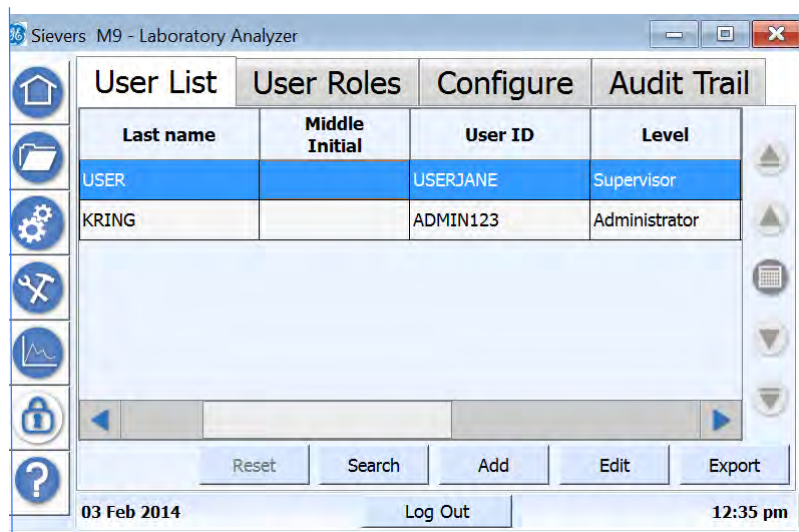 Sievers M9 - Laboratory Analyzer
User List User Roles Configure Audit Trail
Last name Middle Initial User ID Level
USER USERJANE Supervisor
KRING ADMIN123 Administrator
Reset Search Add Edit Export
03 Feb 2014 Log Out 12:35 pm